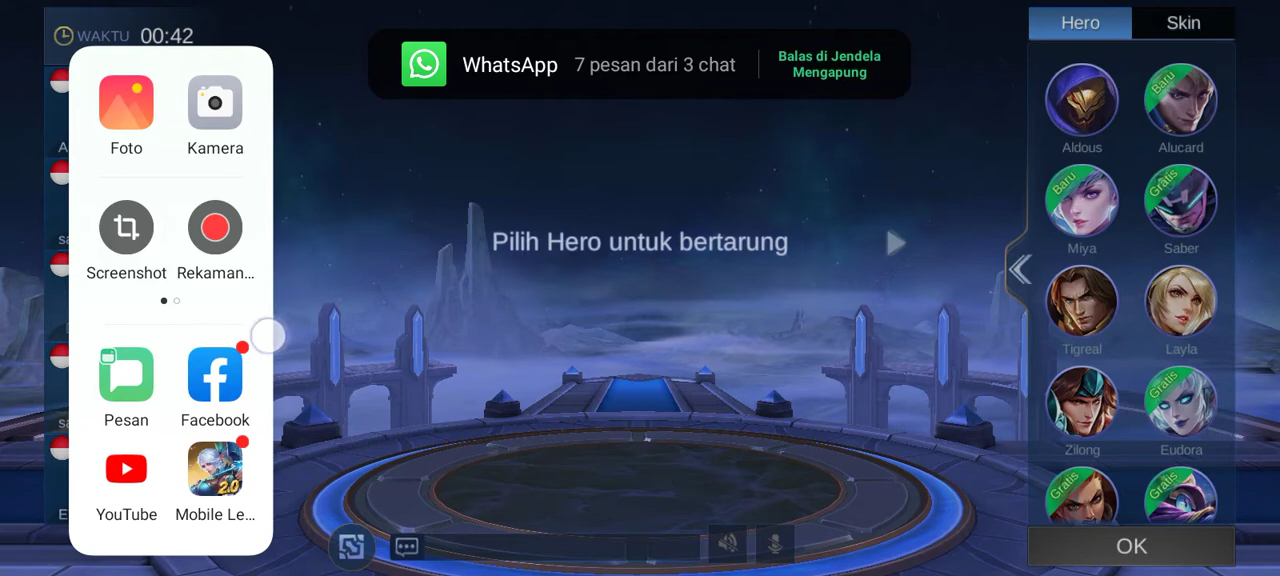 WAKTU 00:42
WhatsApp 7 pesan dari 3 chat
Balas di Jendela
Mengapung
Hero Skin
Foto Kamera
Screenshot Rekaman...
Pesan Facebook
2.0
YouTube Mobile Le...
Pilih Hero untuk bertarung
Baru
Aldous Alucard
Baru Gratis
Miya Saber
Tigreal Layla
Gratis
Zilong Eudora
Gratis Gratis
OK